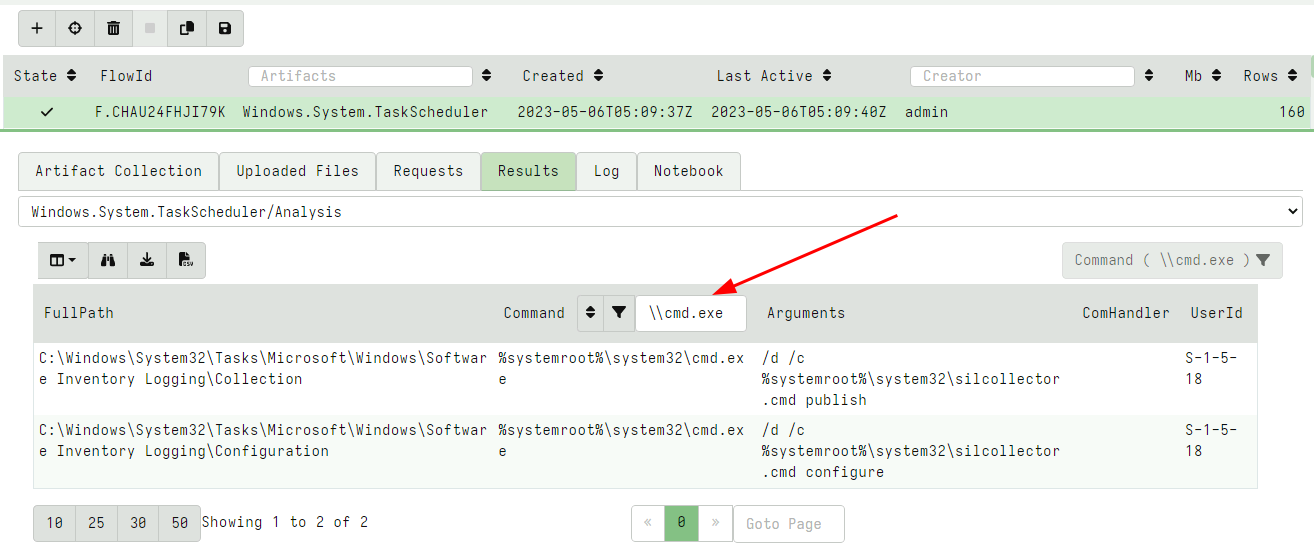 State FlowId Artifacts Created Last Active Creator Mb Rows
F.CHAU24FHJI79K Windows.System.TaskScheduler 2023-05-06T05:09:37Z 2023-05-06T05:09:40Z admin 160
Artifact Collection Uploaded Files Requests Results Log Notebook
Windows.System.TaskScheduler/Analysis
CSV
Command ( \\cmd.exe )
FullPath Command \\cmd.exe Arguments ComHandler UserId
C:\Windows\System32\Tasks\Microsoft\Windows\Softwar %systemroot%\system32\cmd.ex /d /c S-1-5-
e Inventory Logging\Collection e %systemroot%\system32\silcollector 18
.cmd publish
C:\Windows\System32\Tasks\Microsoft\Windows\Softwar %systemroot%\system32\cmd.ex /d /c S-1-5-
e Inventory Logging\Configuration e %systemroot%\system32\silcollector 18
.cmd configure
10 25 30 50 Showing 1 to 2 of 2 « 0 » Goto Page